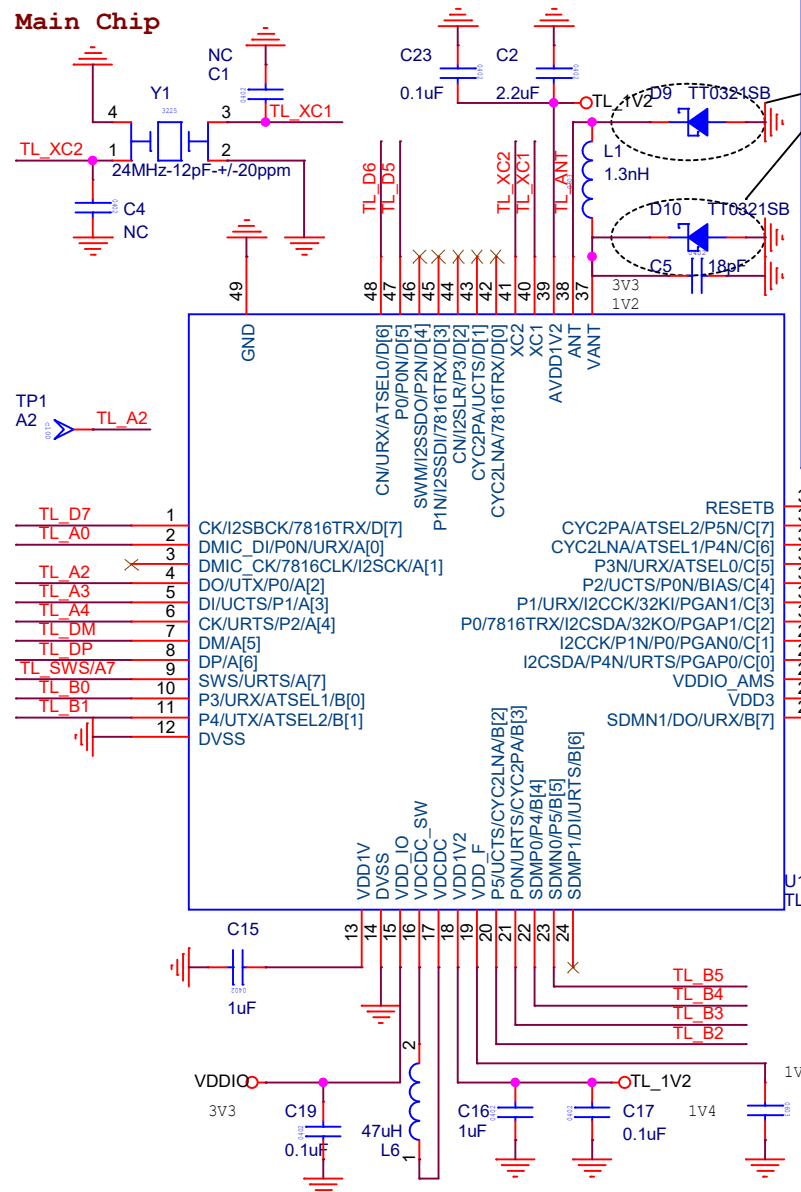 Main Chip
NC
C1
C23
0.1uF
C2
2.2uF
TL_1V2
D9
TT0321SB
Y1
4
3
1
2
3225
TL_XC1
TL_XC2
24MHz-12pF-+/-20ppm
C4
NC
TL_D6
TL_D5
TL_XC2
TL_XC1
TL_ANT
L1
1.3nH
D10
TT0321SB
C5
18pF
3V3
1V2
49
48
47
46
45
44
43
42
41
40
39
38
37
GND
CN/URX/ATSEL0/D[6]
P0/P0N/D[5]
SWM/I2SSDO/P2N/D[4]
P1N/I2SSDI/7816TRX/D[3]
CN/I2SLR/P3/D[2]
CYC2PA/UCTS/D[1]
CYC2LNA/7816TRX/D[0]
XC2
XC1
AVDD1V2
ANT
VANT
TP1
A2
TL_A2
TL_D7 1 CK/I2SBCK/7816TRX/D[7]
TL_A0 2 DMIC_DI/P0N/URX/A[0]
3 DMIC_CK/7816CLK/I2SCK/A[1]
TL_A2 4 DO/UTX/P0/A[2]
TL_A3 5 DI/UCTS/P1/A[3]
TL_A4 6 CK/URTS/P2/A[4]
TL_DM 7 DM/A[5]
TL_DP 8 DP/A[6]
TL_SWS/A7 9 SWS/URTS/A[7]
TL_B0 10 P3/URX/ATSEL1/B[0]
TL_B1 11 P4/UTX/ATSEL2/B[1]
12 DVSS
RESETB
CYC2PA/ATSEL2/P5N/C[7]
CYC2LNA/ATSEL1/P4N/C[6]
P3N/URX/ATSEL0/C[5]
P2/UCTS/P0N/BIAS/C[4]
P1/URX/I2CCK/32KI/PGAN1/C[3]
P0/7816TRX/I2CSDA/32KO/PGAP1/C[2]
I2CCK/P1N/P0/PGAN0/C[1]
I2CSDA/P4N/URTS/PGAP0/C[0]
VDDIO_AMS
VDD3
SDMN1/DO/URX/B[7]
VDD1V
DVSS
VDD_IO
VDCDC_SW
VDCDC
VDD1V2
VDD_F
P5/UCTS/CYC2LNA/B[2]
P0N/URTS/CYC2PA/B[3]
SDMP0/P4/B[4]
SDMN0/P5/B[5]
SDMP1/DI/URTS/B[6]
13
14
15
16
17
18
19
20
21
22
23
24
C15
1uF
TL_B5
TL_B4
TL_B3
TL_B2
VDDIO
3V3
C19
0.1uF
2
47uH
L6
1
C16
1uF
C17
0.1uF
TL_1V2
1V4